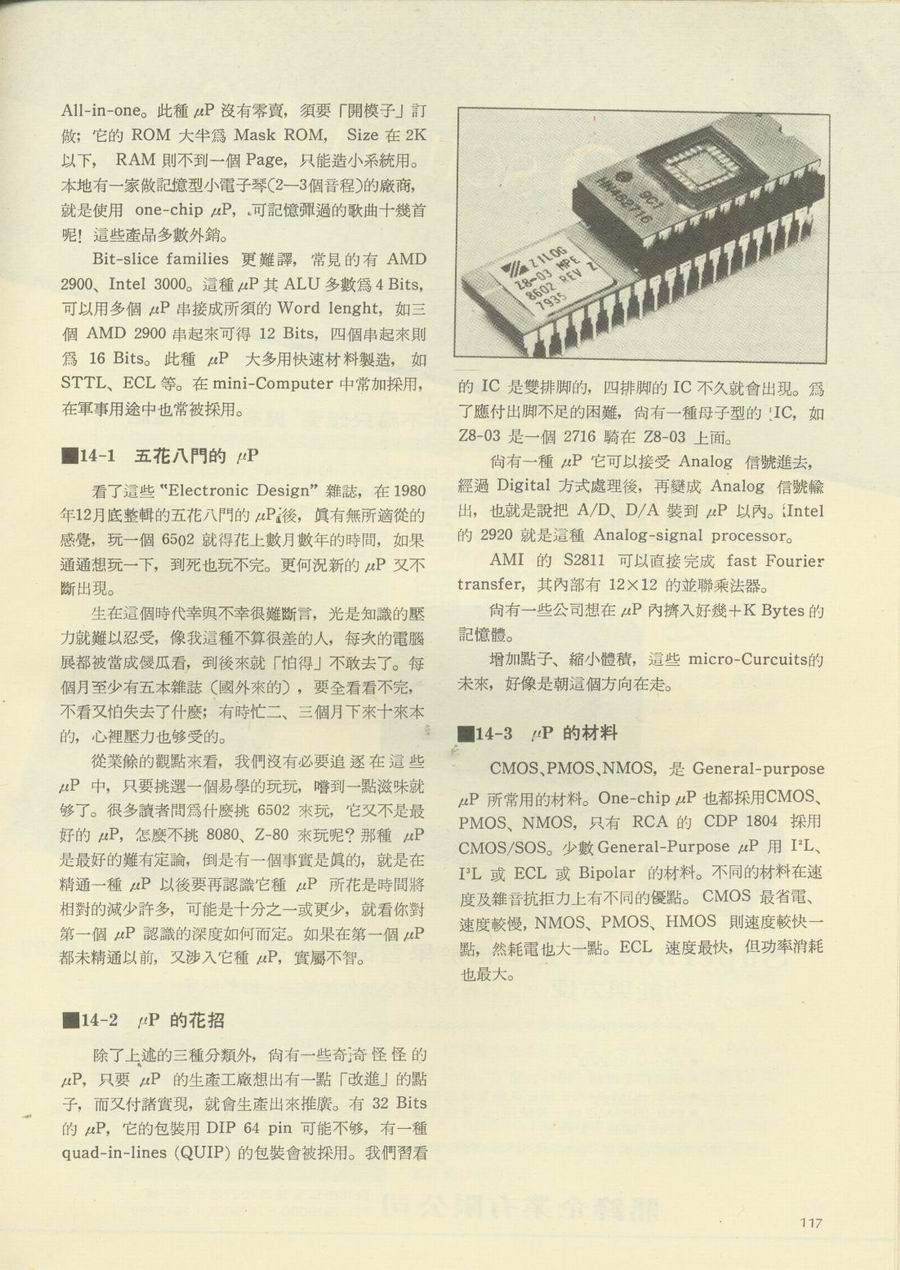 All-in-one。此種 μP 沒有零賣，須要「開模子」訂
做；它的 ROM 大半爲 Mask ROM， Size 在 2K
以下， RAM 則不到一個 Page，只能造小系統用。
本地有一家做記憶型小電子琴(2—3個音程)的廠商，
就是使用 one-chip μP，可記憶彈過的歌曲十幾首
呢！這些產品多數外銷。
Bit-slice families 更難譯，常見的有 AMD
2900、Intel 3000。這種 μP 其 ALU 多數爲 4 Bits，
可以用多個 μP 串接成所須的 Word lenght，如三
個 AMD 2900 串起來可得 12 Bits，四個串起來則
爲 16 Bits。此種 μP 大多用快速材料製造，如
STTL、ECL 等。在 mini-Computer 中常加採用，
在軍事用途中也常被採用。
■14-1 五花八門的 μP
看了這些 "Electronic Design" 雜誌，在 1980
年12月底整輯的五花八門的 μP後，眞有無所適從的
感覺，玩一個 6502 就得花上數月數年的時間，如果
通通想玩一下，到死也玩不完。更何況新的 μP 又不
斷出現。
生在這個時代幸與不幸很難斷言，光是知識的壓
力就難以忍受，像我這種不算很差的人，每次的電腦
展都被當成傻瓜看，到後來就「怕得」不敢去了。每
個月至少有五本雜誌（國外來的），要全看看不完，
不看又怕失去了什麼；有時忙二、三個月下來十來本
的，心裡壓力也够受的。
從業餘的觀點來看，我們沒有必要追逐在這些
μP 中，只要挑選一個易學的玩玩，嚐到一點滋味就
够了。很多讀者問爲什麼挑 6502 來玩，它又不是最
好的 μP，怎麼不挑 8080、Z-80 來玩呢？那種 μP
是最好的難有定論，倒是有一個事實是眞的，就是在
精通一種 μP 以後要再認識它種 μP 所花是時間將
相對的減少許多，可能是十分之一或更少，就看你對
第一個 μP 認識的深度如何而定。如果在第一個 μP
都未精通以前，又涉入它種 μP，實屬不智。
■14-2 μP 的花招
除了上述的三種分類外，尙有一些奇奇怪怪的
μP，只要 μP 的生產工廠想出有一點「改進」的點
子，而又付諸實現，就會生產出來推廣。有 32 Bits
的 μP，它的包裝用 DIP 64 pin 可能不够，有一種
quad-in-lines (QUIP) 的包裝會被採用。我們習看
9C1
HN462716
ZILOG
Z8-03 MPE
8602 REV Z
7935
的 IC 是雙排脚的，四排脚的 IC 不久就會出現。爲
了應付出脚不足的困難，尙有一種母子型的 IC，如
Z8-03 是一個 2716 騎在 Z8-03 上面。
尙有一種 μP 它可以接受 Analog 信號進去，
經過 Digital 方式處理後，再變成 Analog 信號輸
出，也就是說把 A/D、D/A 裝到 μP 以內。Intel
的 2920 就是這種 Analog-signal processor。
AMI 的 S2811 可以直接完成 fast Fourier
transfer，其內部有 12×12 的並聯乘法器。
尙有一些公司想在 μP 內擠入好幾十K Bytes 的
記憶體。
增加點子、縮小體積，這些 micro-Curcuits的
未來，好像是朝這個方向在走。
■14-3 μP 的材料
CMOS、PMOS、NMOS，是 General-purpose
μP 所常用的材料。One-chip μP 也都採用CMOS、
PMOS、NMOS，只有 RCA 的 CDP 1804 採用
CMOS/SOS。少數 General-Purpose μP 用 I²L、
I³L 或 ECL 或 Bipolar 的材料。不同的材料在速
度及雜音抗拒力上有不同的優點。CMOS 最省電、
速度較慢，NMOS、PMOS、HMOS 則速度較快一
點，然耗電也大一點。ECL 速度最快，但功率消耗
也最大。
117